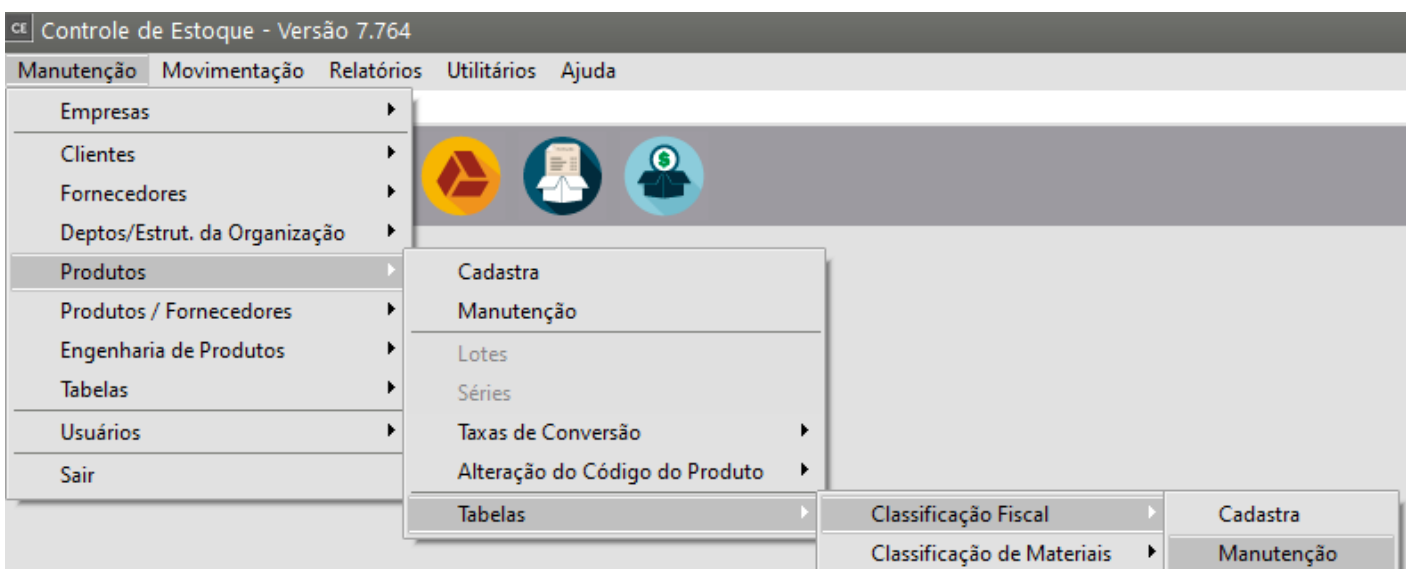 CE Controle de Estoque - Versão 7.764
Manutenção Movimentação Relatórios Utilitários Ajuda
Empresas
Clientes
Fornecedores
Deptos/Estrut. da Organização
Produtos
Produtos / Fornecedores
Engenharia de Produtos
Tabelas
Usuários
Sair
Cadastra
Manutenção
Lotes
Séries
Taxas de Conversão
Alteração do Código do Produto
Tabelas
Classificação Fiscal
Classificação de Materiais
Cadastra
Manutenção